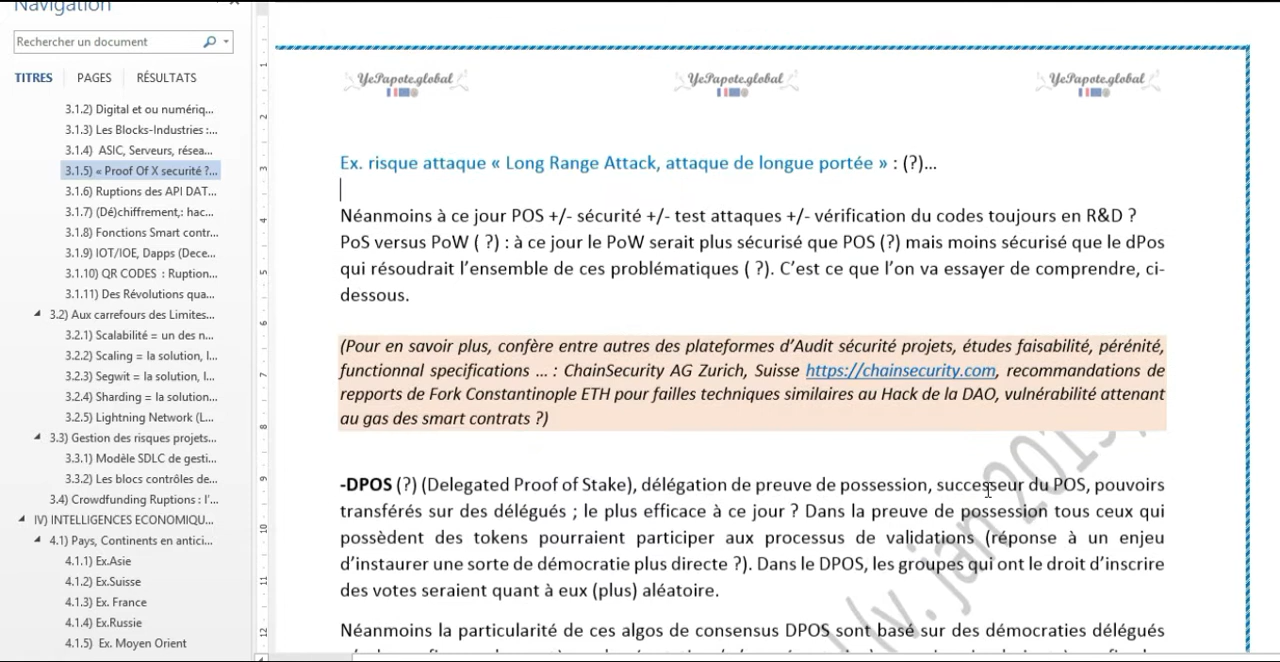 Navigation
Rechercher un document
TITRES PAGES RÉSULTATS
3.1.2) Digital et ou numériq...
3.1.3) Les Blocks-Industries :...
3.1.4) ASIC, Serveurs, résea...
3.1.5) « Proof Of X securité ?...
3.1.6) Ruptions des API DAT...
3.1.7) (Dé)chiffrement,: hac...
3.1.8) Fonctions Smart contr...
3.1.9) IOT/IOE, Dapps (Dece...
3.1.10) QR CODES : Ruption...
3.1.11) Des Révolutions qua...
3.2) Aux carrefours des Limites...
3.2.1) Scalabilité = un des n...
3.2.2) Scaling = la solution, l...
3.2.3) Segwit = la solution, l...
3.2.4) Sharding = la solution...
3.2.5) Lightning Network (L...
3.3) Gestion des risques projets...
3.3.1) Modèle SDLC de gesti...
3.3.2) Les blocs contrôles de...
3.4) Crowdfunding Ruptions : l'...
IV) INTELLIGENCES ECONOMIQU...
4.1) Pays, Continents en antici...
4.1.1) Ex.Asie
4.1.2) Ex.Suisse
4.1.3) Ex. France
4.1.4) Ex.Russie
4.1.5) Ex. Moyen Orient
1
2
3
4
5
6
7
8
9
10
11
12
YePapote.global YePapote.global YePapote.global
Ex. risque attaque « Long Range Attack, attaque de longue portée » : (?)...
Néanmoins à ce jour POS +/- sécurité +/- test attaques +/- vérification du codes toujours en R&D ?
PoS versus PoW ( ?) : à ce jour le PoW serait plus sécurisé que POS (?) mais moins sécurisé que le dPos
qui résoudrait l'ensemble de ces problématiques ( ?). C'est ce que l'on va essayer de comprendre, ci-
dessous.
(Pour en savoir plus, confère entre autres des plateformes d'Audit sécurité projets, études faisabilité, pérénité,
functionnal specifications ... : ChainSecurity AG Zurich, Suisse https://chainsecurity.com, recommandations de
repports de Fork Constantinople ETH pour failles techniques similaires au Hack de la DAO, vulnérabilité attenant
au gas des smart contrats ?)
-DPOS (?) (Delegated Proof of Stake), délégation de preuve de possession, successeur du POS, pouvoirs
transférés sur des délégués ; le plus efficace à ce jour ? Dans la preuve de possession tous ceux qui
possèdent des tokens pourraient participer aux processus de validations (réponse à un enjeu
d'instaurer une sorte de démocratie plus directe ?). Dans le DPOS, les groupes qui ont le droit d'inscrire
des votes seraient quant à eux (plus) aléatoire.
Néanmoins la particularité de ces algos de consensus DPOS sont basé sur des démocraties délégués
(v. jan 2019)